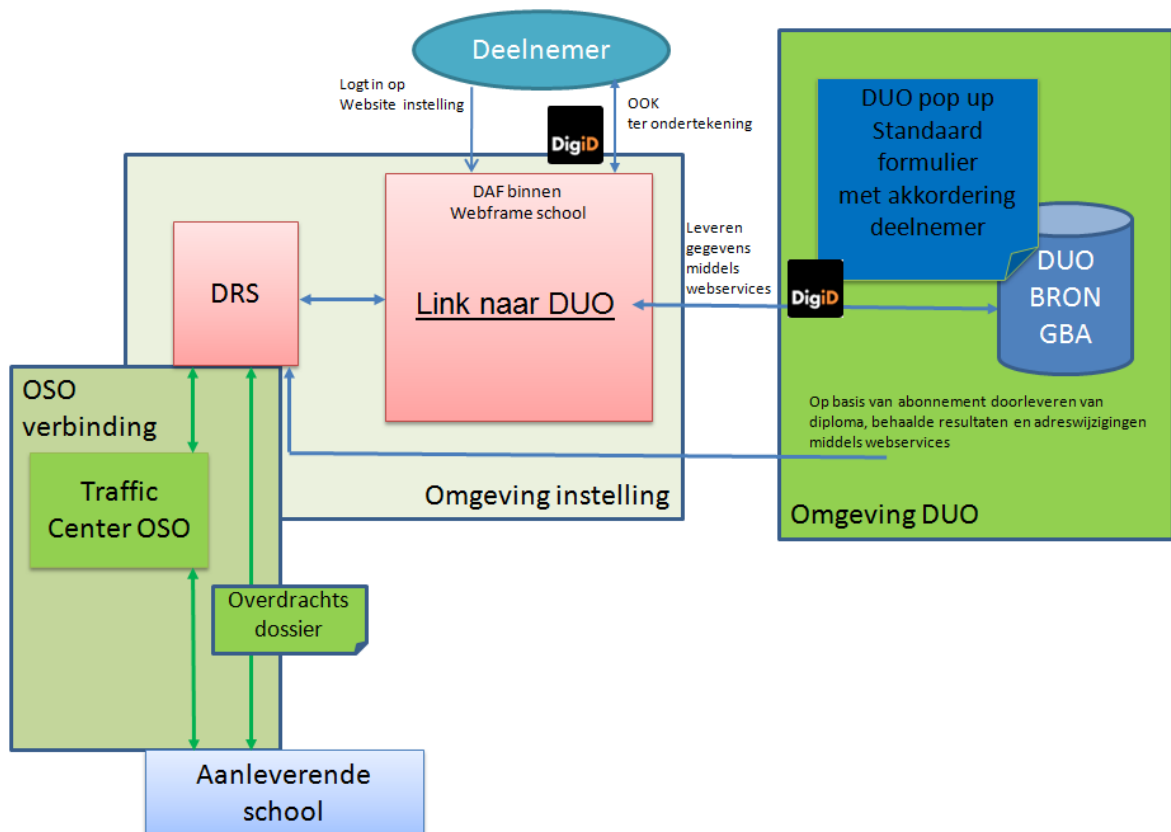 Deelnemer
Logt in op
Website instelling
DigiD
OOK
ter ondertekening
DUO pop up
Standaard
formulier
met akkordering
deelnemer
DAF binnen
Webframe school
Link naar DUO
DRS
Leveren
gegevens
middels
webservices
DigiD
DUO
BRON
GBA
OSO
verbinding
Op basis van abonnement doorleveren van
diploma, behaalde resultaten en adreswijzigingen
middels webservices
Traffic
Center OSO
Omgeving instelling
Omgeving DUO
Overdrachts
dossier
Aanleverende
school